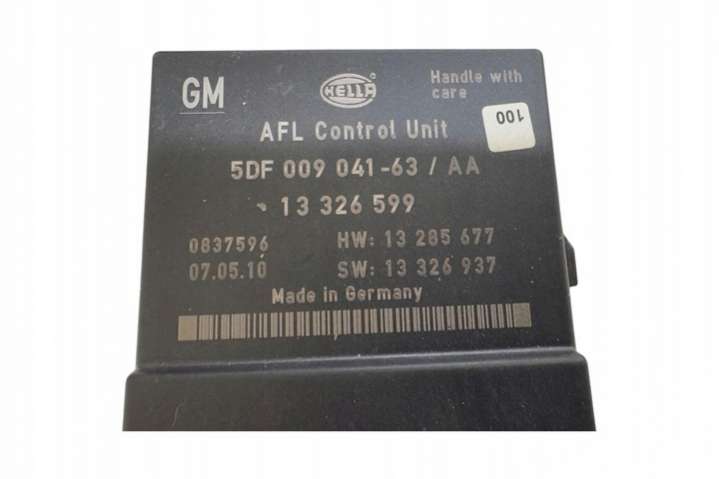 GM
HELLA
®
Handle with
care
100
AFL Control Unit
5DF 009 041-63 / AA
13 326 599
0837596
HW: 13 285 677
07.05.10
SW: 13 326 937
Made in Germany